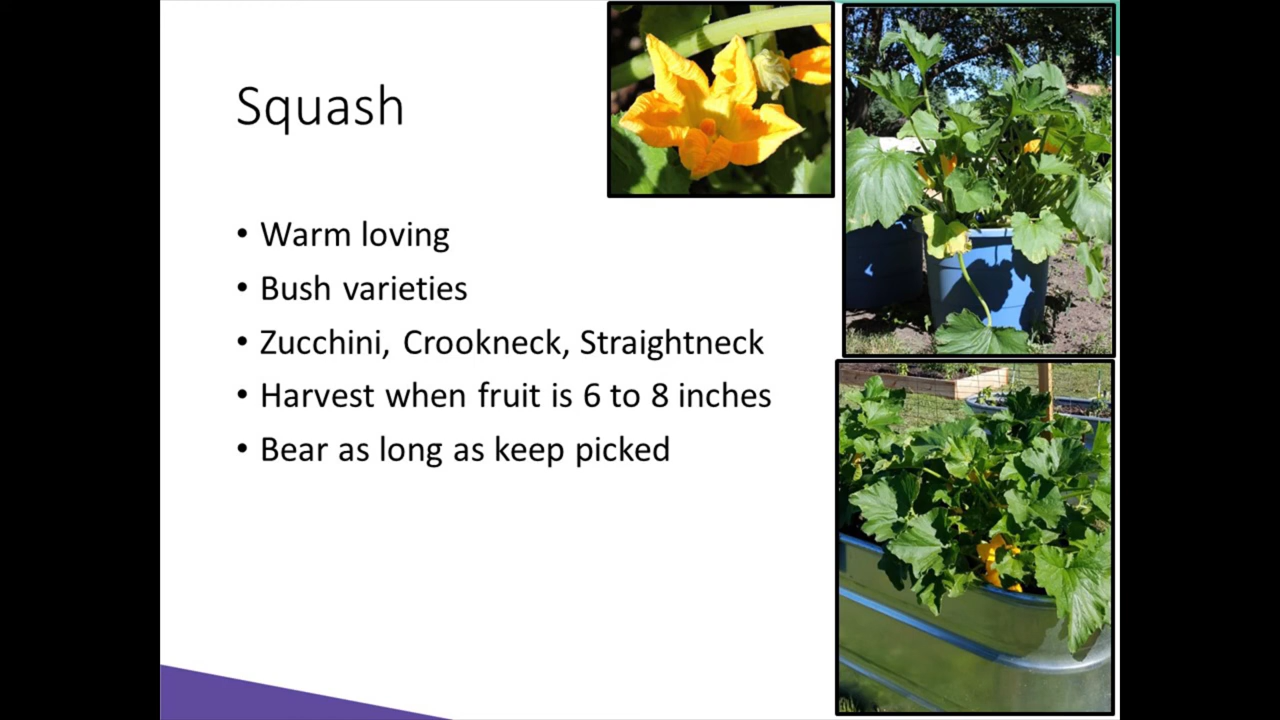 Squash
• Warm loving
• Bush varieties
• Zucchini, Crookneck, Straightneck
• Harvest when fruit is 6 to 8 inches
• Bear as long as keep picked